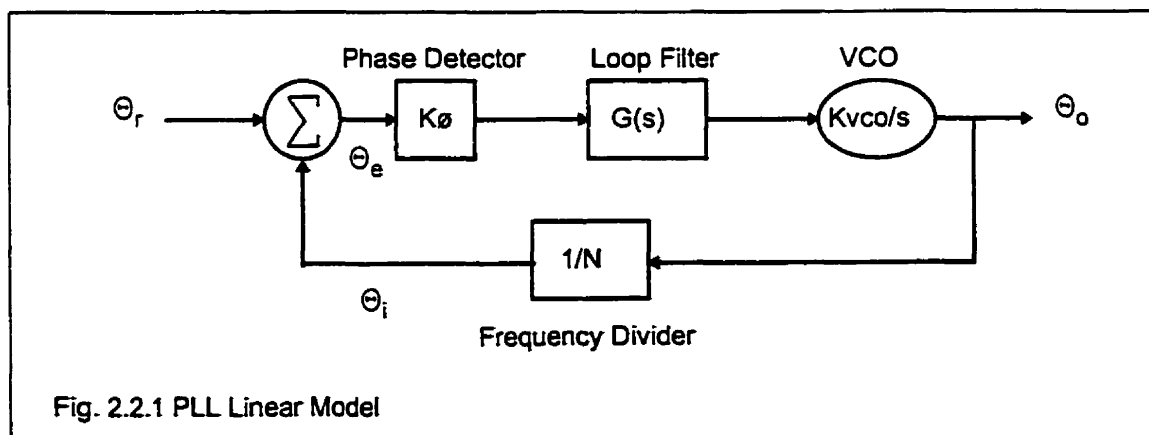 Phase Detector Loop Filter VCO
Θr Σ Kø G(s) Kvco/s Θo
Θe
1/N
Θi
Frequency Divider
Fig. 2.2.1 PLL Linear Model